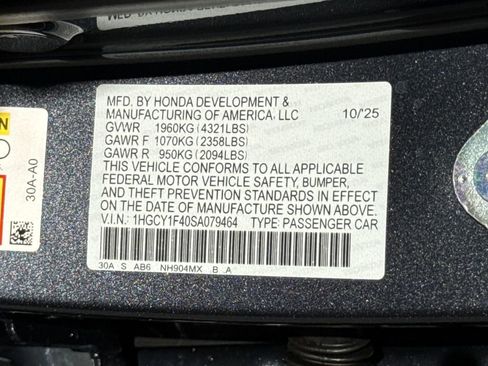 MFD. BY HONDA DEVELOPMENT &
MANUFACTURING OF AMERICA, LLC 10/'25
GVWR 1960KG(4321LBS)
GAWR F 1070KG(2358LBS)
GAWR R 950KG(2094LBS)
THIS VEHICLE CONFORMS TO ALL APPLICABLE
FEDERAL MOTOR VEHICLE SAFETY, BUMPER,
AND THEFT PREVENTION STANDARDS IN EFFECT
ON THE DATE OF MANUFACTURE SHOWN ABOVE.
V.I.N.: 1HGCY1F40SA079464 TYPE: PASSENGER CAR
30A S AB6 NH904MX B .A
30A-A0